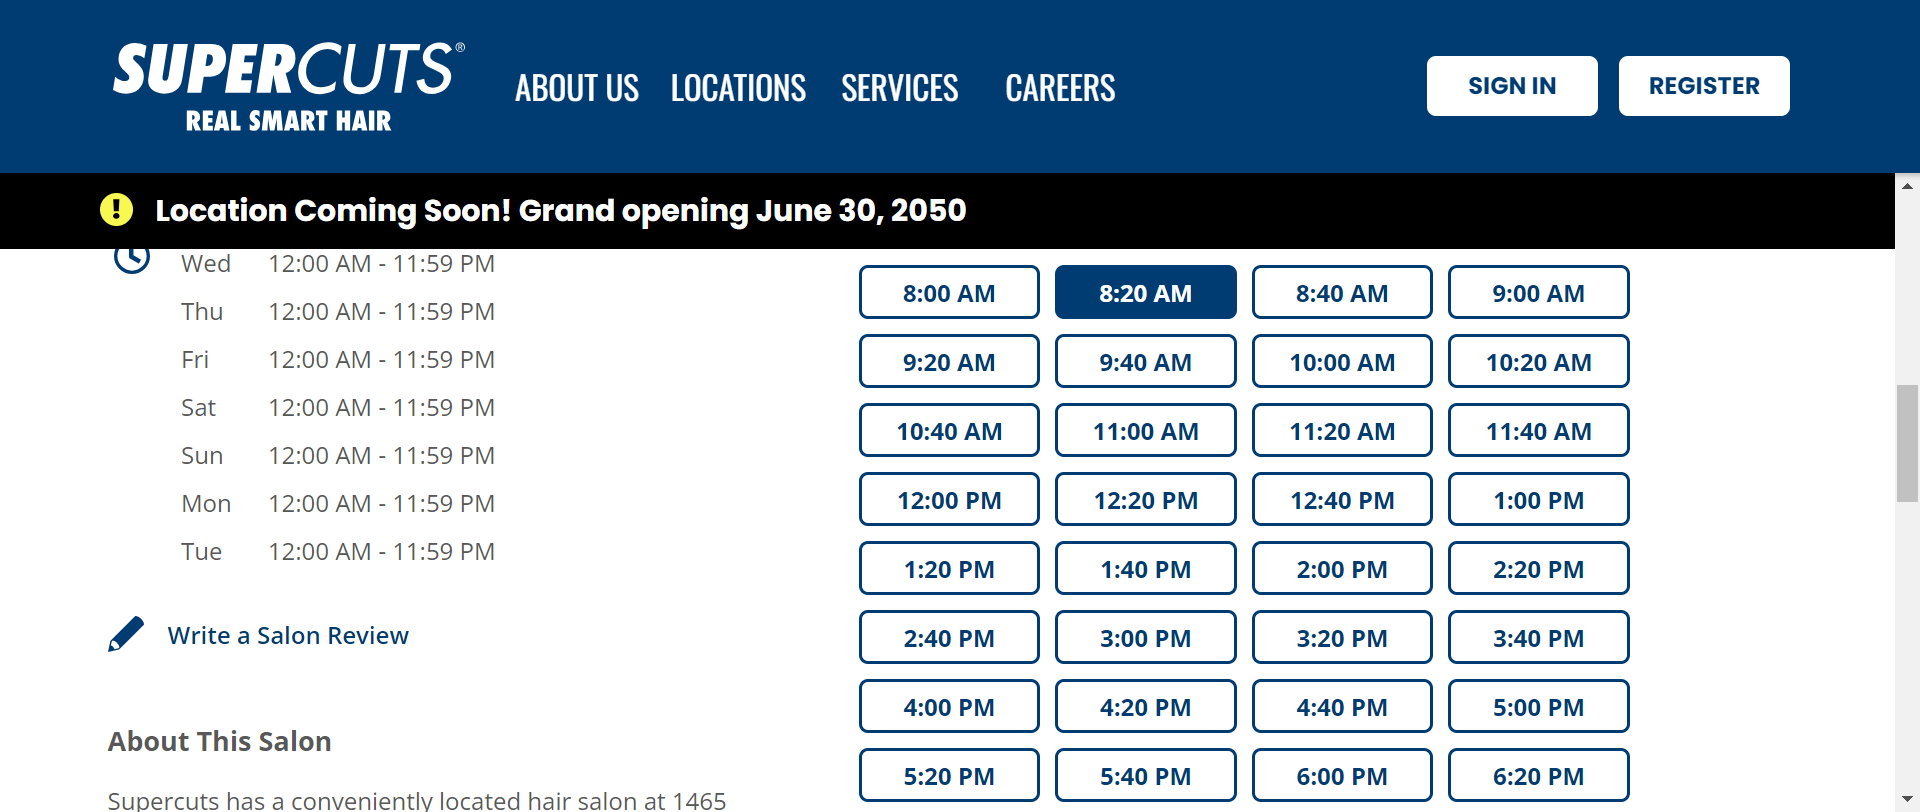 SUPERCUTS®
REAL SMART HAIR
ABOUT US LOCATIONS SERVICES CAREERS
SIGN IN REGISTER
Location Coming Soon! Grand opening June 30, 2050
Wed 12:00 AM - 11:59 PM
Thu 12:00 AM - 11:59 PM
Fri 12:00 AM - 11:59 PM
Sat 12:00 AM - 11:59 PM
Sun 12:00 AM - 11:59 PM
Mon 12:00 AM - 11:59 PM
Tue 12:00 AM - 11:59 PM
Write a Salon Review
About This Salon
Supercuts has a conveniently located hair salon at 1465
8:00 AM 8:20 AM 8:40 AM 9:00 AM
9:20 AM 9:40 AM 10:00 AM 10:20 AM
10:40 AM 11:00 AM 11:20 AM 11:40 AM
12:00 PM 12:20 PM 12:40 PM 1:00 PM
1:20 PM 1:40 PM 2:00 PM 2:20 PM
2:40 PM 3:00 PM 3:20 PM 3:40 PM
4:00 PM 4:20 PM 4:40 PM 5:00 PM
5:20 PM 5:40 PM 6:00 PM 6:20 PM